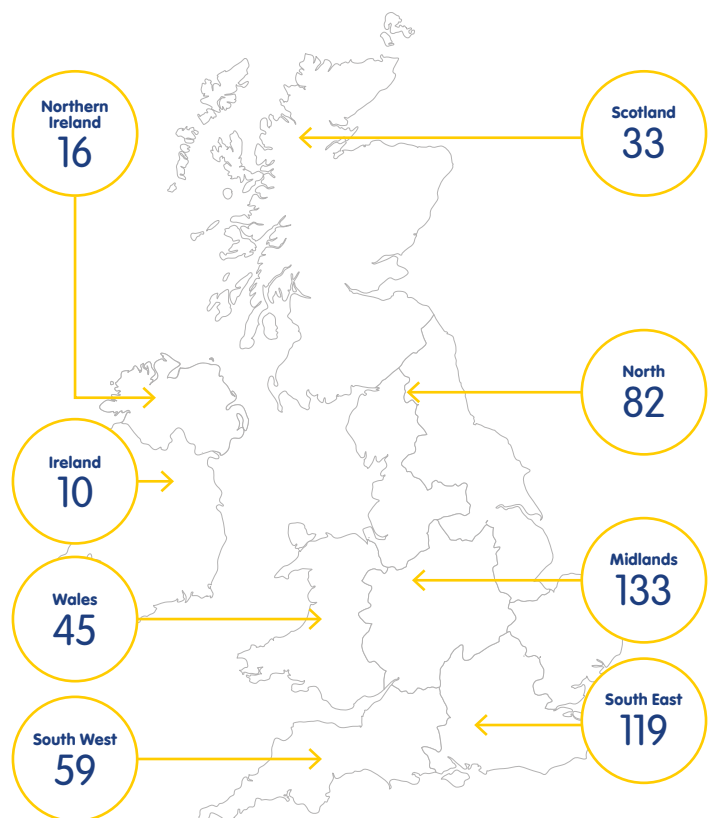 Northern
Ireland
16
Scotland
33
North
82
Ireland
10
Midlands
133
Wales
45
South East
119
South West
59